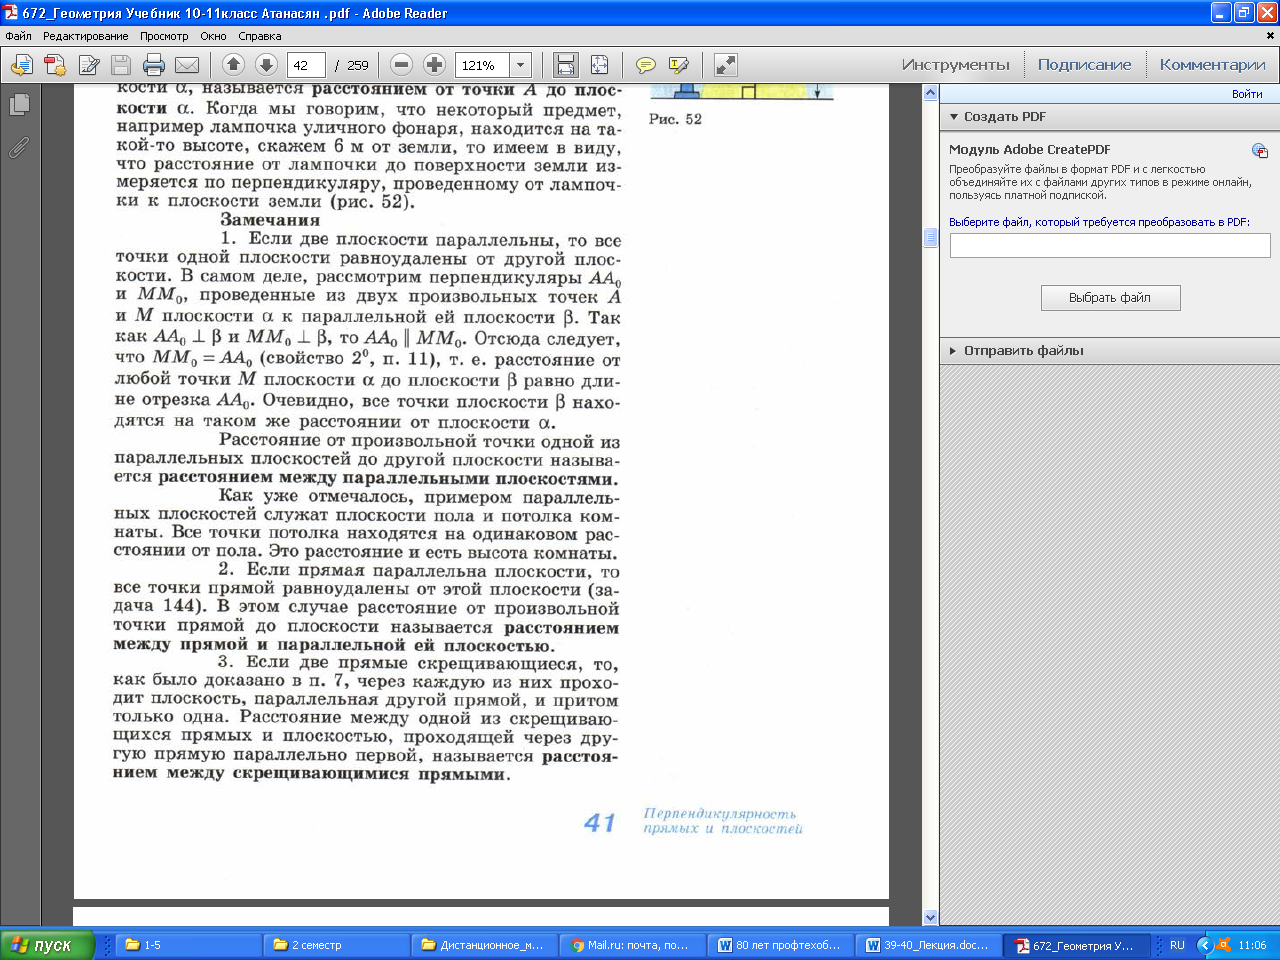 672_Геометрия Учебник 10-11класс Атанасян .pdf - Adobe Reader
Файл Редактирование Просмотр Окно Справка
42 / 259 121% Инструменты Подписание Комментарии
кости α, называется расстоянием от точки A до плос-
кости α. Когда мы говорим, что некоторый предмет,
например лампочка уличного фонаря, находится на та-
кой-то высоте, скажем 6 м от земли, то имеем в виду,
что расстояние от лампочки до поверхности земли из-
меряется по перпендикуляру, проведенному от лампоч-
ки к плоскости земли (рис. 52).
Замечания
1. Если две плоскости параллельны, то все
точки одной плоскости равноудалены от другой плос-
кости. В самом деле, рассмотрим перпендикуляры AA₀
и MM₀, проведенные из двух произвольных точек A
и M плоскости α к параллельной ей плоскости β. Так
как AA₀ ⊥ β и MM₀ ⊥ β, то AA₀ ∥ MM₀. Отсюда следует,
что MM₀ = AA₀ (свойство 2⁰, п. 11), т. е. расстояние от
любой точки M плоскости α до плоскости β равно дли-
не отрезка AA₀. Очевидно, все точки плоскости β нахо-
дятся на таком же расстоянии от плоскости α.
Расстояние от произвольной точки одной из
параллельных плоскостей до другой плоскости называ-
ется расстоянием между параллельными плоскостями.
Как уже отмечалось, примером параллель-
ных плоскостей служат плоскости пола и потолка ком-
наты. Все точки потолка находятся на одинаковом рас-
стоянии от пола. Это расстояние и есть высота комнаты.
2. Если прямая параллельна плоскости, то
все точки прямой равноудалены от этой плоскости (за-
дача 144). В этом случае расстояние от произвольной
точки прямой до плоскости называется расстоянием
между прямой и параллельной ей плоскостью.
3. Если две прямые скрещивающиеся, то,
как было доказано в п. 7, через каждую из них прохо-
дит плоскость, параллельная другой прямой, и притом
только одна. Расстояние между одной из скрещиваю-
щихся прямых и плоскостью, проходящей через дру-
гую прямую параллельно первой, называется расстоя-
нием между скрещивающимися прямыми.
Рис. 52
41 Перпендикулярность
прямых и плоскостей
Войти
Создать PDF
Модуль Adobe CreatePDF
Преобразуйте файлы в формат PDF и с легкостью
объединяйте их с файлами других типов в режиме онлайн,
пользуясь платной подпиской.
Выберите файл, который требуется преобразовать в PDF:
Выбрать файл
Отправить файлы
пуск 1-5 2 семестр Дистанционное_м... Mail.ru: почта, по... 80 лет профтехоб... 39-40_Лекция.doc... 672_Геометрия У... RU 11:06